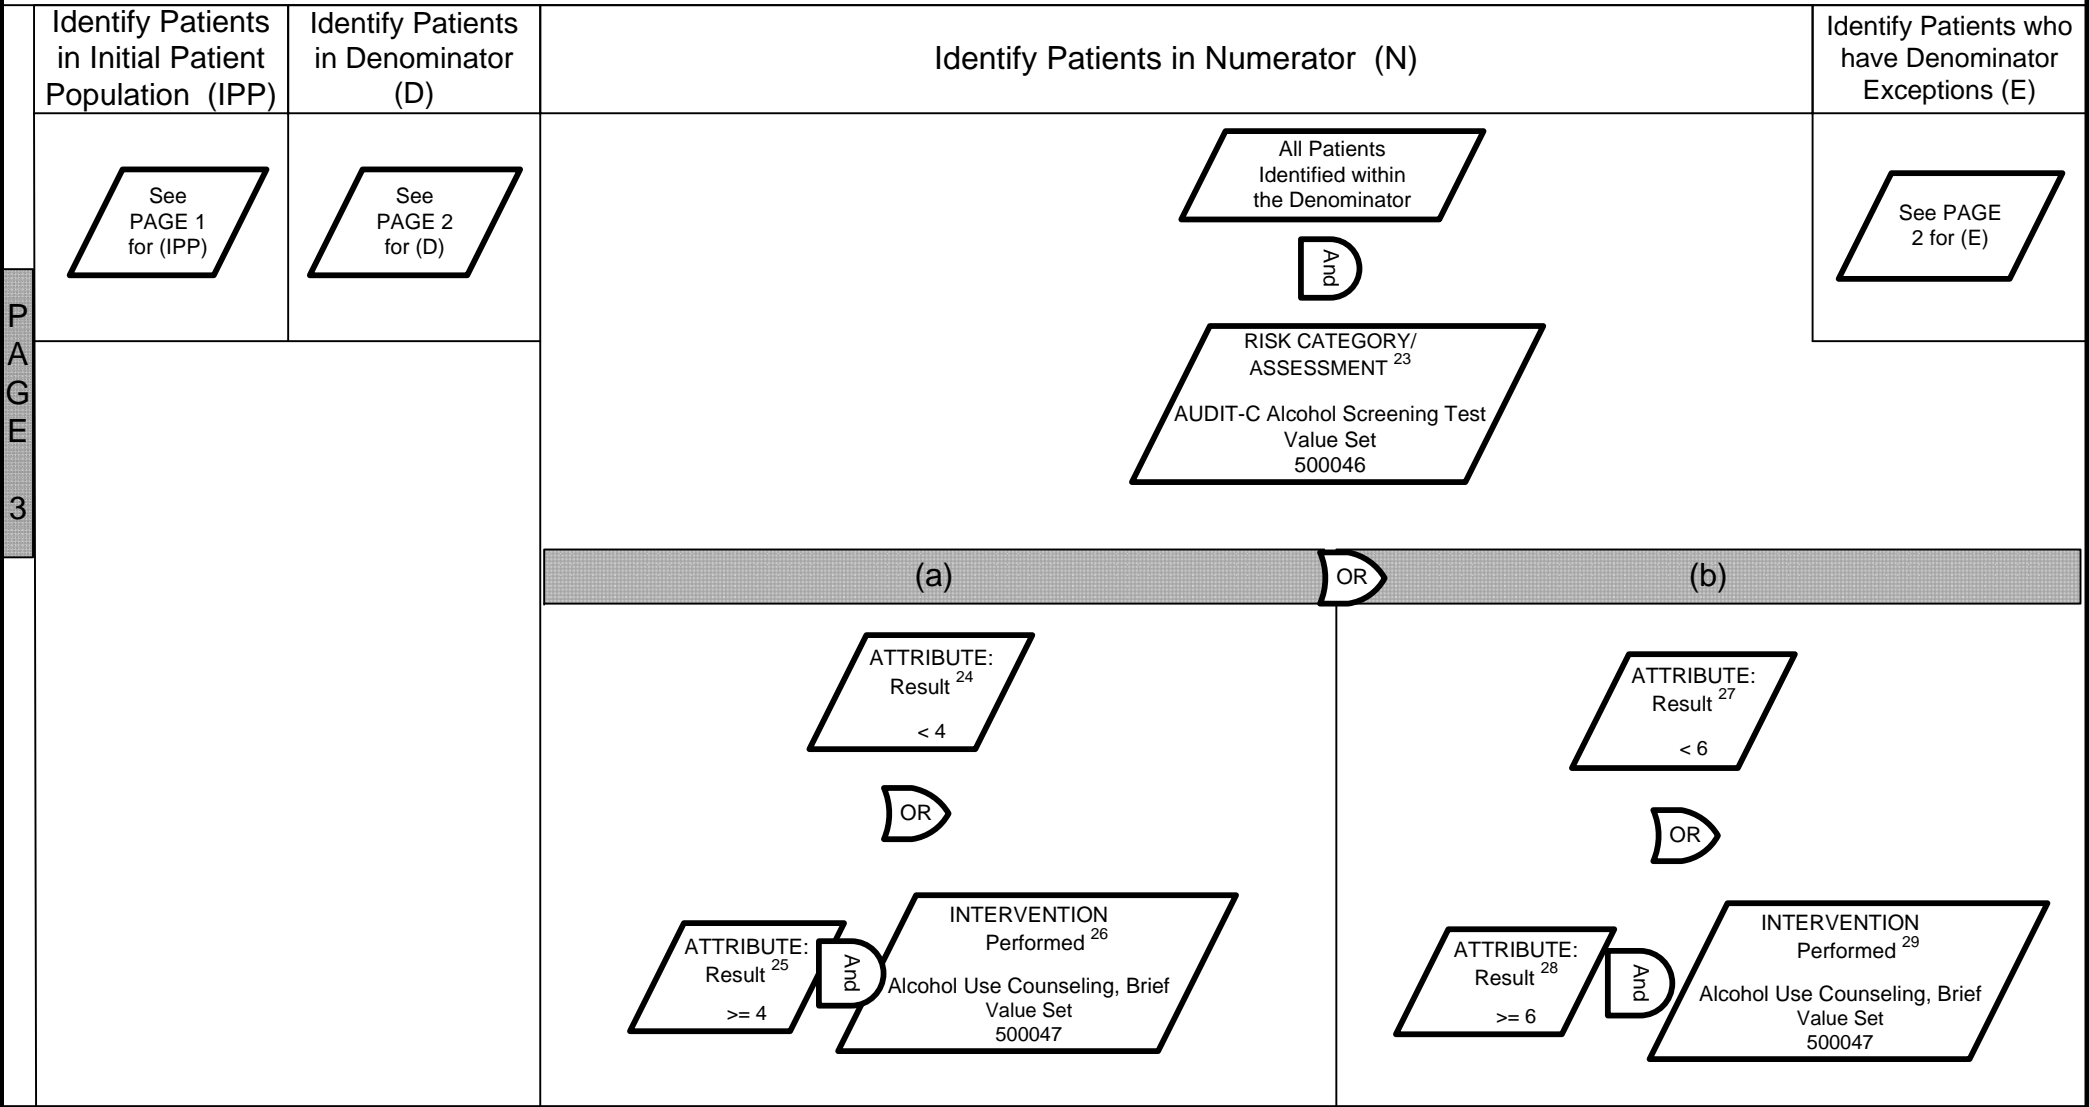 Identify Patients
in Initial Patient
Population (IPP)
Identify Patients
in Denominator
(D)
Identify Patients in Numerator (N)
Identify Patients who
have Denominator
Exceptions (E)
P
A
G
E
3
See
PAGE 1
for (IPP)
See
PAGE 2
for (D)
All Patients
Identified within
the Denominator
And
RISK CATEGORY/
ASSESSMENT 23
AUDIT-C Alcohol Screening Test
Value Set
500046
See PAGE
2 for (E)
(a)
OR
(b)
ATTRIBUTE:
Result 24
< 4
OR
ATTRIBUTE:
Result 25
>= 4
And
INTERVENTION
Performed 26
Alcohol Use Counseling, Brief
Value Set
500047
ATTRIBUTE:
Result 27
< 6
OR
ATTRIBUTE:
Result 28
>= 6
And
INTERVENTION
Performed 29
Alcohol Use Counseling, Brief
Value Set
500047